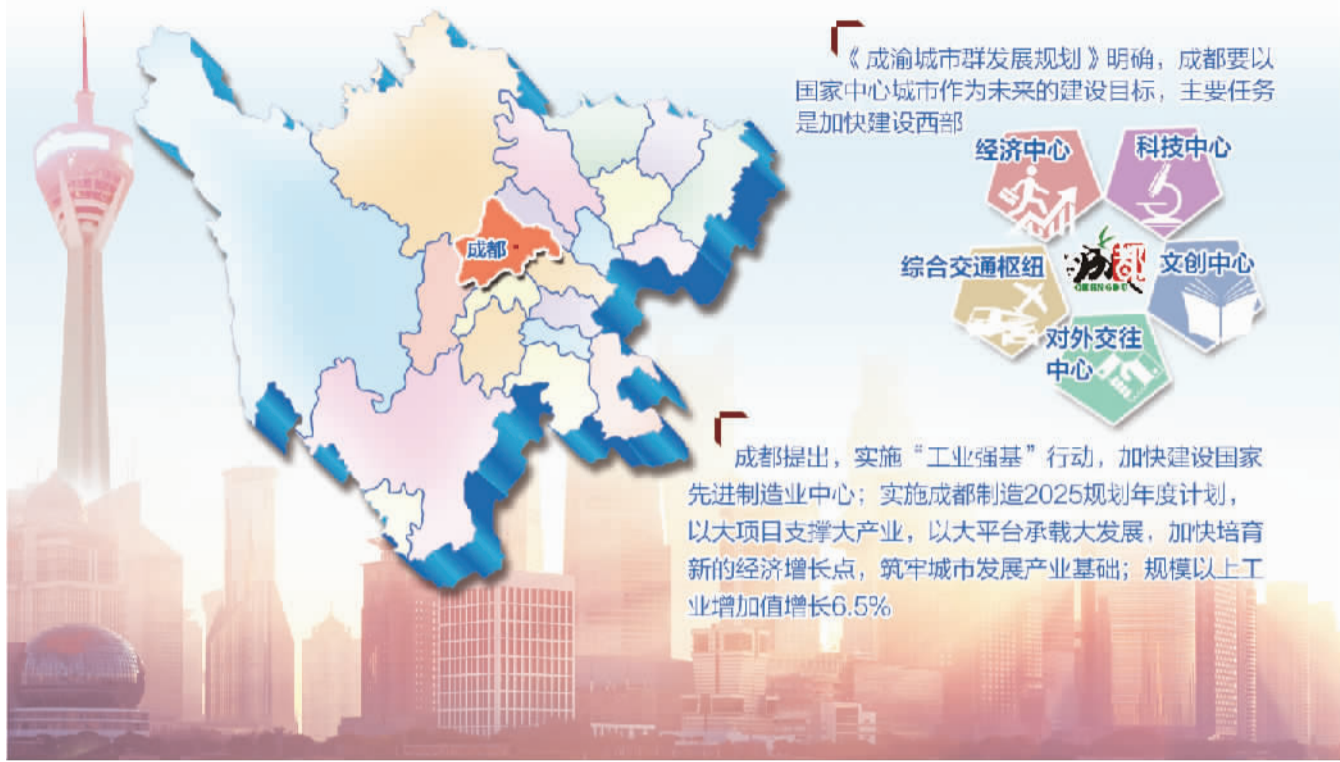 《成渝城市群发展规划》明确，成都要以
国家中心城市作为未来的建设目标，主要任务
是加快建设西部
经济中心
科技中心
综合交通枢纽
成都
CHENGDU
文创中心
对外交往
中心
成都
成都提出，实施“工业强基”行动，加快建设国家
先进制造业中心；实施成都制造2025规划年度计划，
以大项目支撑大产业，以大平台承载大发展，加快培育
新的经济增长点，筑牢城市发展产业基础；规模以上工
业增加值增长6.5%